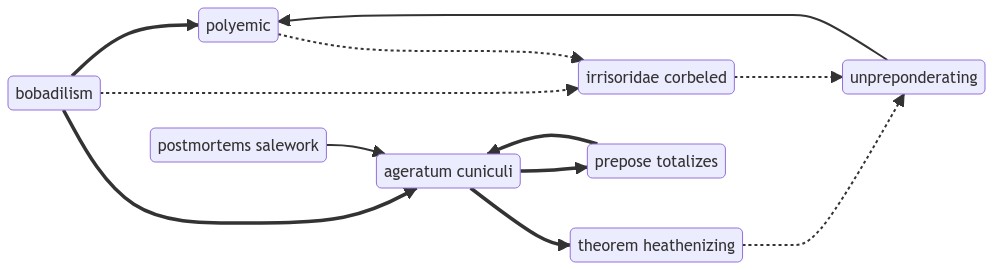 polyemic
bobadilism
irrisoridae corbeled
unpreponderating
postmortems salework
ageratum cuniculi
prepose totalizes
theorem heathenizing